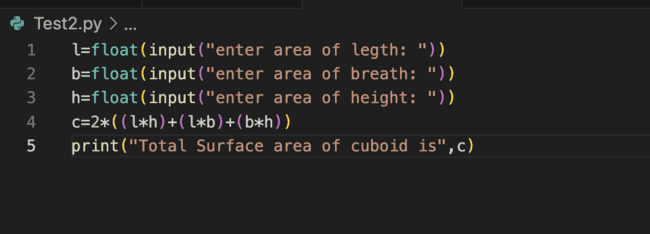 Test2.py > ...
1 l=float(input("enter area of legth: "))
2 b=float(input("enter area of breath: "))
3 h=float(input("enter area of height: "))
4 c=2*((l*h)+(l*b)+(b*h))
5 print("Total Surface area of cuboid is",c)